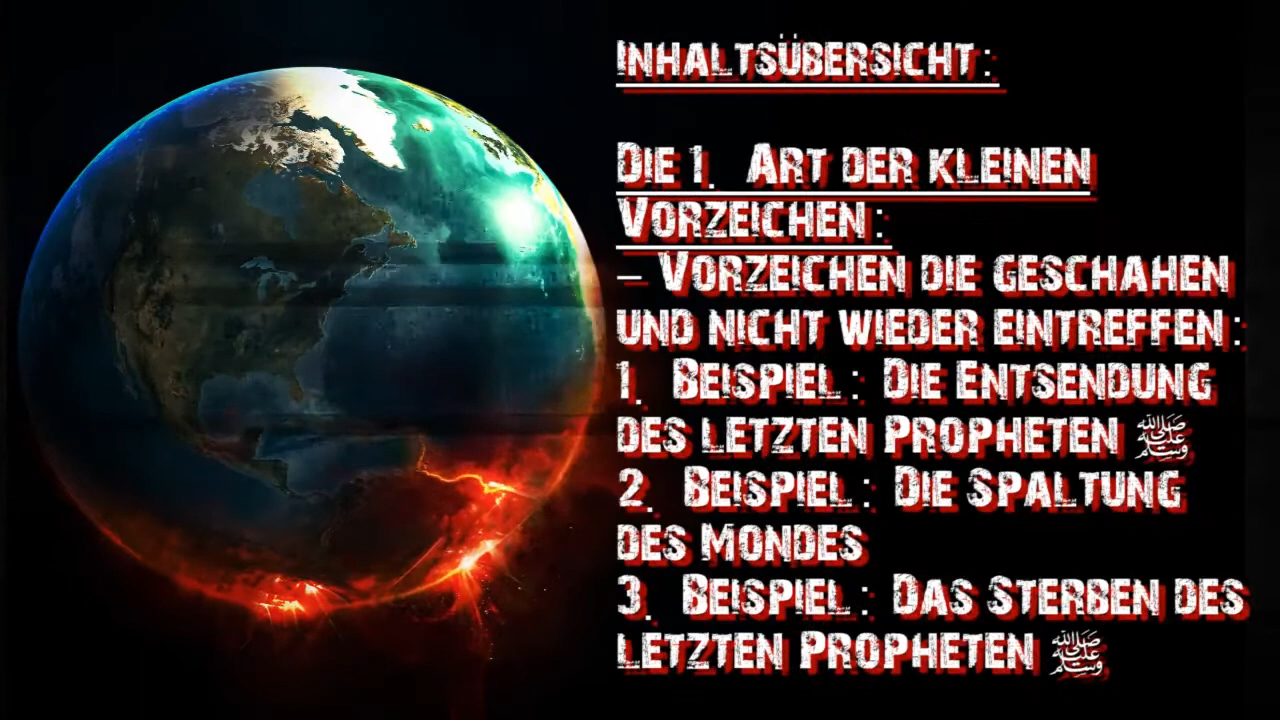 Inhaltsübersicht:
Die 1. Art der kleinen
Vorzeichen:
– Vorzeichen die geschahen
und nicht wieder eintreffen:
1. Beispiel: Die Entsendung
des letzten Propheten ﷺ
2. Beispiel: Die Spaltung
des Mondes
3. Beispiel: Das Sterben des
letzten Propheten ﷺ